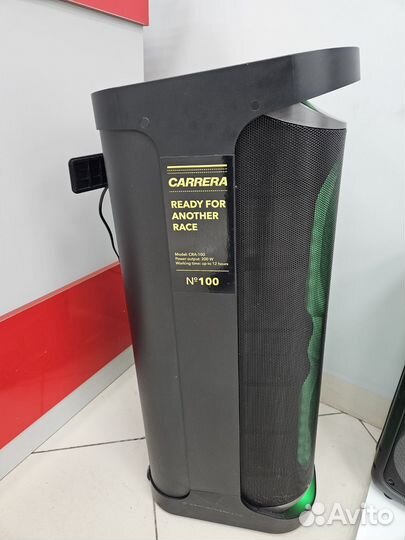 CARRERA
READY FOR
ANOTHER
RACE
Model: CRA-100
Power output: 300 W
Working time: up to 12 hours
Nº100
Avito